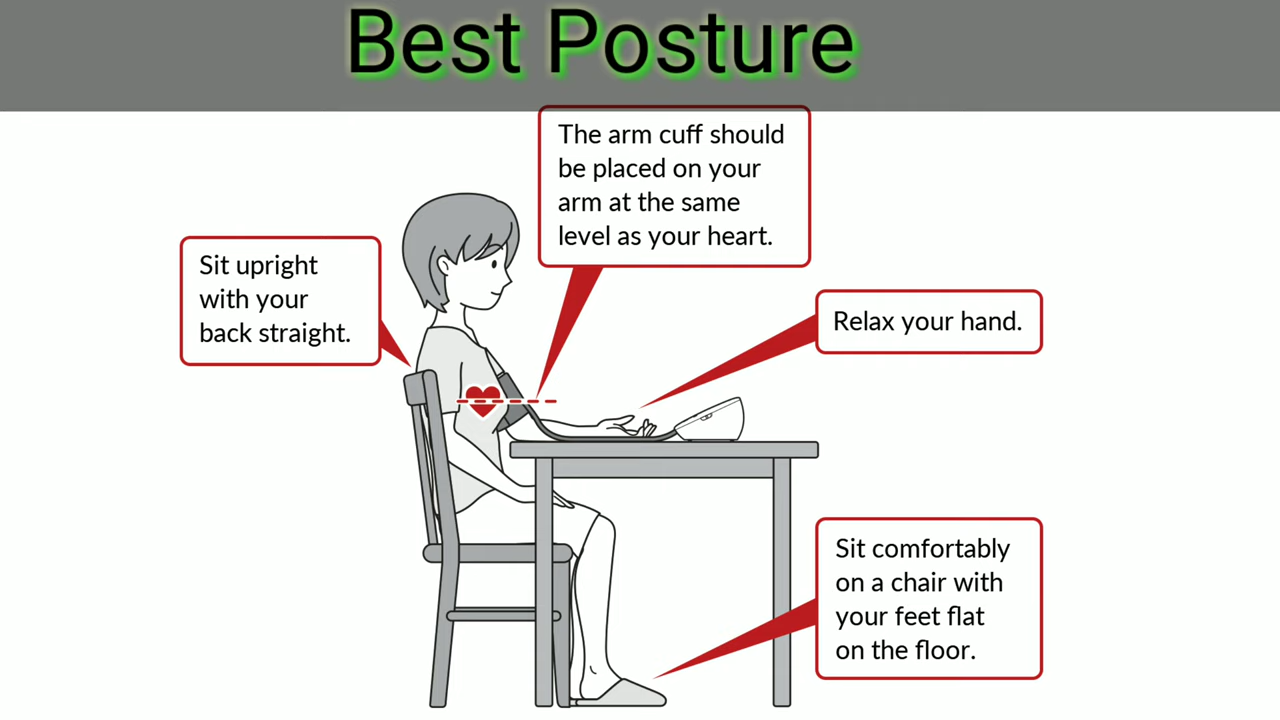 Best Posture
The arm cuff should
be placed on your
arm at the same
level as your heart.
Sit upright
with your
back straight.
Relax your hand.
Sit comfortably
on a chair with
your feet flat
on the floor.